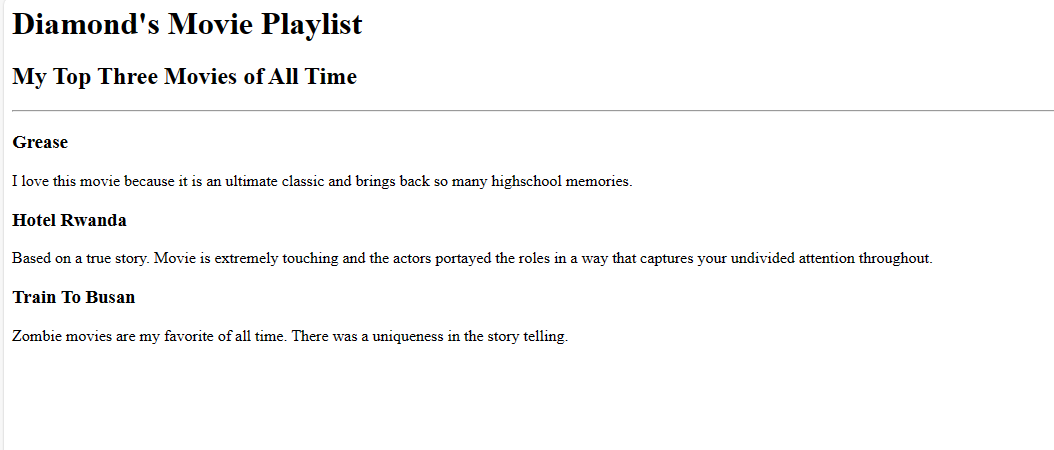 Diamond's Movie Playlist
My Top Three Movies of All Time
Grease
I love this movie because it is an ultimate classic and brings back so many highschool memories.
Hotel Rwanda
Based on a true story. Movie is extremely touching and the actors portayed the roles in a way that captures your undivided attention throughout.
Train To Busan
Zombie movies are my favorite of all time. There was a uniqueness in the story telling.